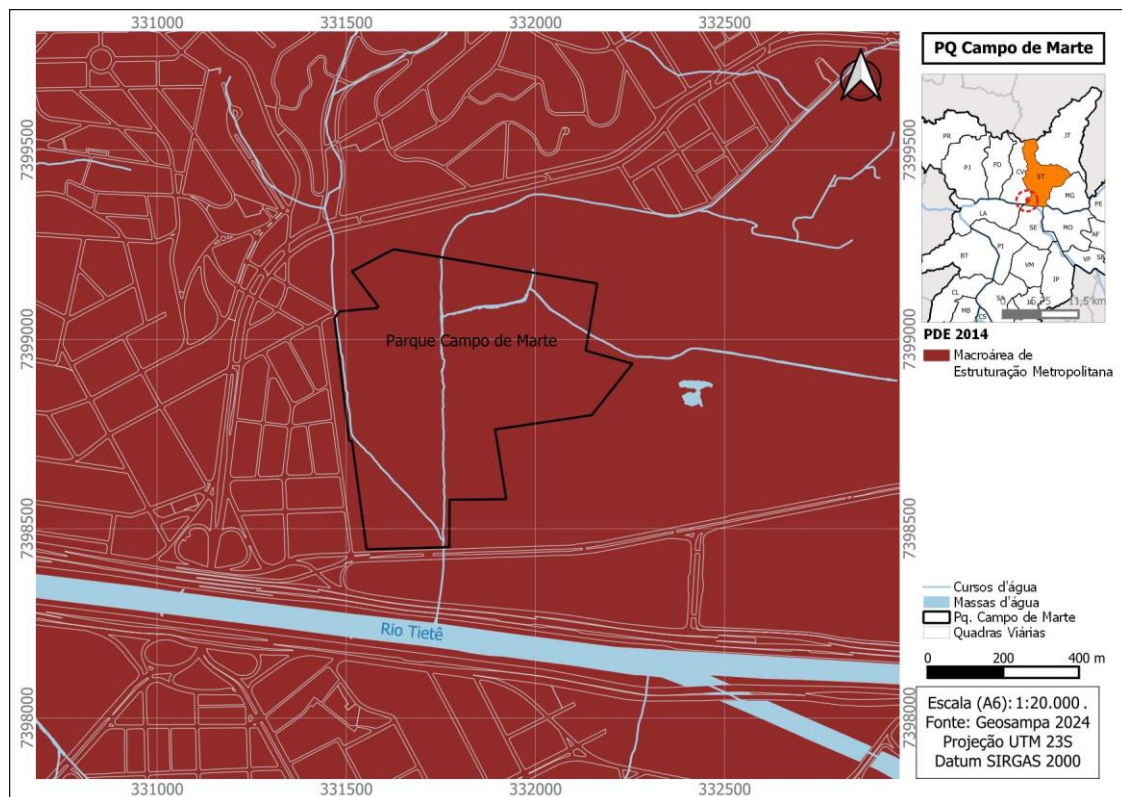 331000 331500 332000 332500
7399500
7399000
7398500
7398000
Parque Campo de Marte
Rio Tietê
7399500
7399000
7398500
7398000
331000 331500 332000 332500
PQ Campo de Marte
PR
JT
PJ
FO
CV
ST
MG
PE
LA
SE
MO
AF
PI
BT
VM
VP
SB
IP
CL
SA
MB
CS
11,5 km
PDE 2014
Macroárea de
Estruturação Metropolitana
Cursos d'água
Massas d'água
Pq. Campo de Marte
Quadras Viárias
0 200 400 m
Escala (A6): 1:20.000 .
Fonte: Geosampa 2024
Projeção UTM 23S
Datum SIRGAS 2000